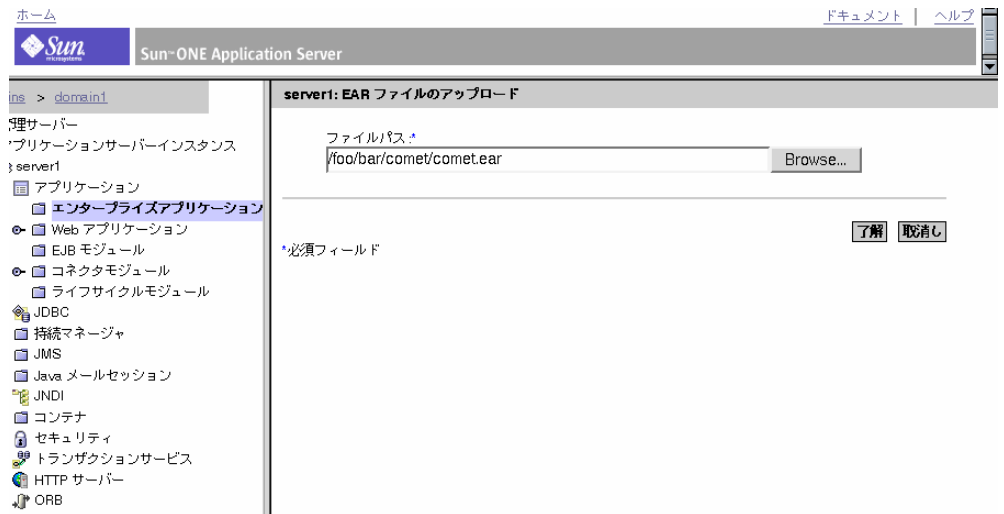 ホーム
ドキュメント | ヘルプ
Sun
microsystems
Sun™ ONE Application Server
ins > domain1
理サーバー
プリケーションサーバーインスタンス
server1
アプリケーション
エンタープライズアプリケーション
Web アプリケーション
EJB モジュール
コネクタモジュール
ライフサイクルモジュール
JDBC
持続マネージャ
JMS
Java メールセッション
JNDI
コンテナ
セキュリティ
トランザクションサービス
HTTP サーバー
ORB
server1: EAR ファイルのアップロード
ファイルパス:*
/foo/bar/comet/comet.ear
Browse...
了解 取消し
*必須フィールド